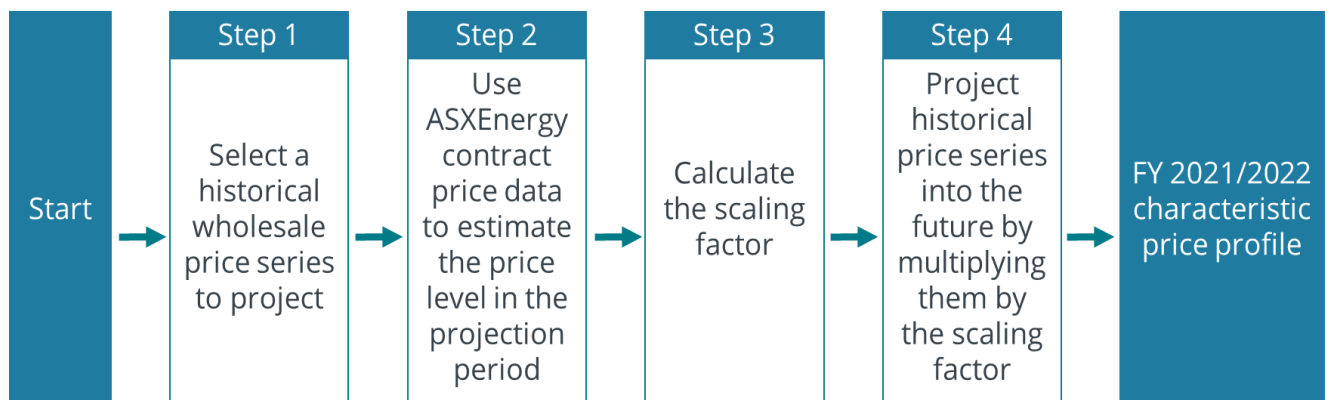 Start
Step 1
Select a
historical
wholesale
price series
to project
Step 2
Use
ASXEnergy
contract
price data
to estimate
the price
level in the
projection
period
Step 3
Calculate
the scaling
factor
Step 4
Project
historical
price series
into the
future by
multiplying
them by
the scaling
factor
FY 2021/2022
characteristic
price profile